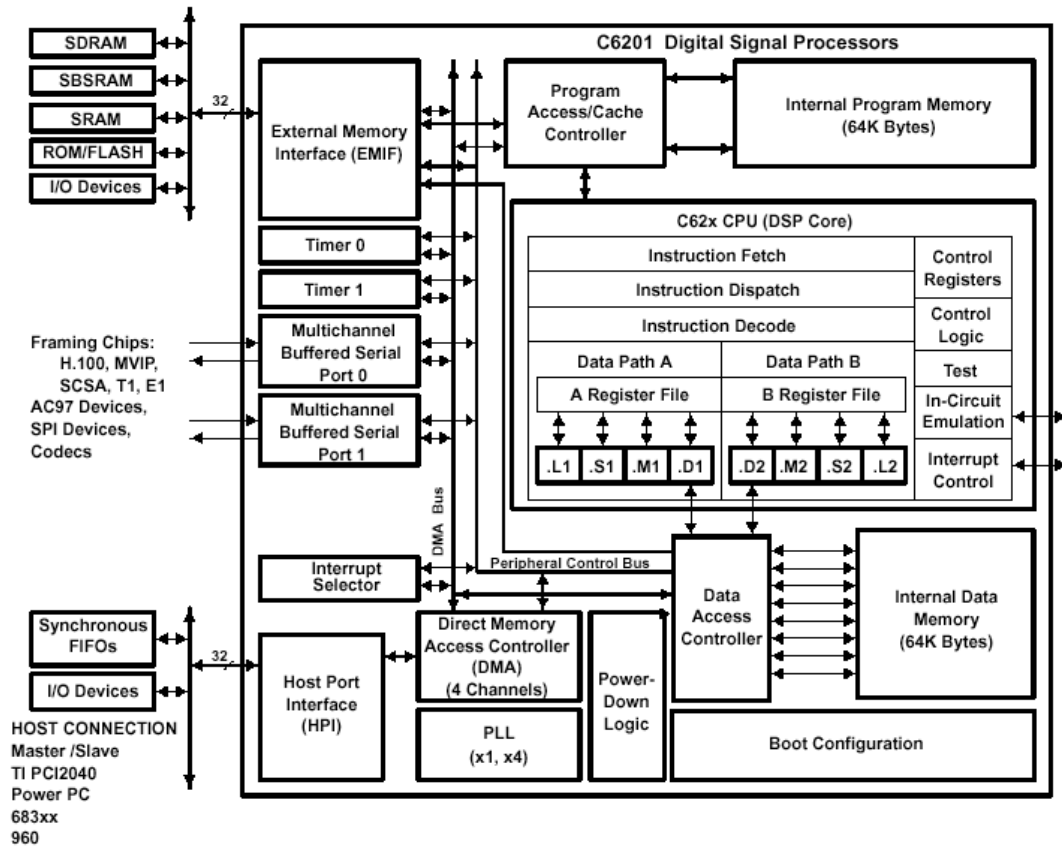 C6201 Digital Signal Processors
SDRAM
SBSRAM
SRAM
ROM/FLASH
I/O Devices
32
External Memory
Interface (EMIF)
Program
Access/Cache
Controller
Internal Program Memory
(64K Bytes)
Timer 0
Timer 1
Framing Chips:
H.100, MVIP,
SCSA, T1, E1
AC97 Devices,
SPI Devices,
Codecs
Multichannel
Buffered Serial
Port 0
Multichannel
Buffered Serial
Port 1
C62x CPU (DSP Core)
Instruction Fetch
Instruction Dispatch
Instruction Decode
Data Path A
Data Path B
A Register File
B Register File
.L1
.S1
.M1
.D1
.D2
.M2
.S2
.L2
Control
Registers
Control
Logic
Test
In-Circuit
Emulation
Interrupt
Control
DMA Bus
Peripheral Control Bus
Interrupt
Selector
Synchronous
FIFOs
I/O Devices
32
HOST CONNECTION
Master /Slave
TI PCI2040
Power PC
683xx
960
Host Port
Interface
(HPI)
Direct Memory
Access Controller
(DMA)
(4 Channels)
PLL
(x1, x4)
Power-
Down
Logic
Data
Access
Controller
Internal Data
Memory
(64K Bytes)
Boot Configuration